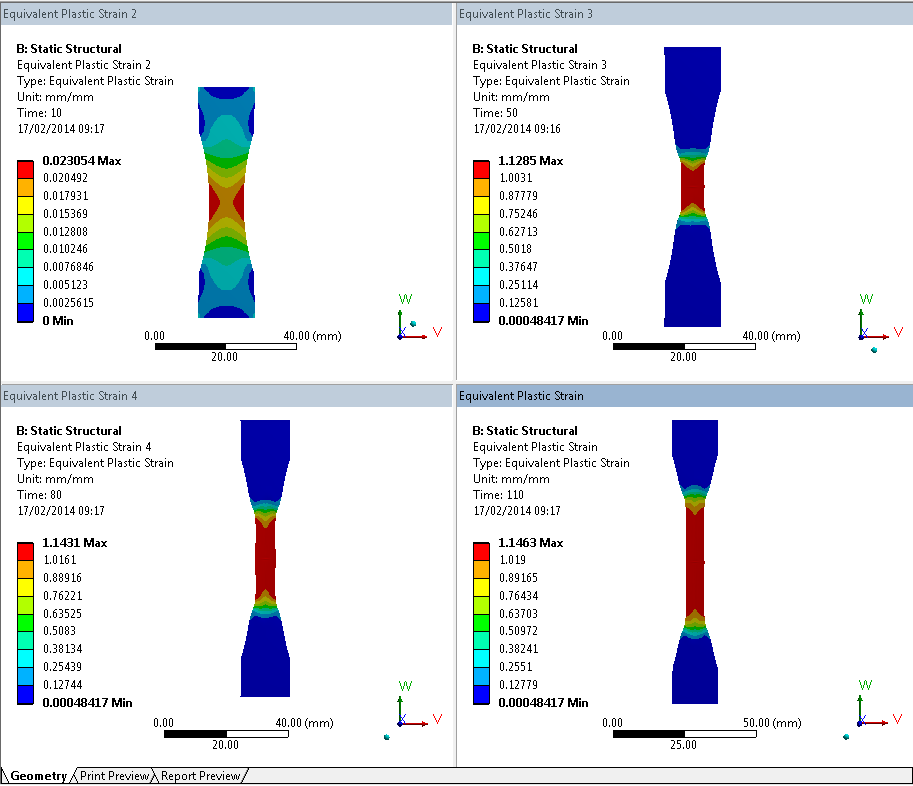 Equivalent Plastic Strain 2
B: Static Structural
Equivalent Plastic Strain 2
Type: Equivalent Plastic Strain
Unit: mm/mm
Time: 10
17/02/2014 09:17
0.023054 Max
0.020492
0.017931
0.015369
0.012808
0.010246
0.0076846
0.005123
0.0025615
0 Min
0.00
40.00 (mm)
20.00
W
V
X
Equivalent Plastic Strain 3
B: Static Structural
Equivalent Plastic Strain 3
Type: Equivalent Plastic Strain
Unit: mm/mm
Time: 50
17/02/2014 09:16
1.1285 Max
1.0031
0.87779
0.75246
0.62713
0.5018
0.37647
0.25114
0.12581
0.00048417 Min
0.00
40.00 (mm)
20.00
W
V
X
Equivalent Plastic Strain 4
B: Static Structural
Equivalent Plastic Strain 4
Type: Equivalent Plastic Strain
Unit: mm/mm
Time: 80
17/02/2014 09:17
1.1431 Max
1.0161
0.88916
0.76221
0.63525
0.5083
0.38134
0.25439
0.12744
0.00048417 Min
0.00
40.00 (mm)
20.00
W
V
X
Equivalent Plastic Strain
B: Static Structural
Equivalent Plastic Strain
Type: Equivalent Plastic Strain
Unit: mm/mm
Time: 110
17/02/2014 09:17
1.1463 Max
1.019
0.89165
0.76434
0.63703
0.50972
0.38241
0.2551
0.12779
0.00048417 Min
0.00
50.00 (mm)
25.00
W
V
X
Geometry Print Preview Report Preview